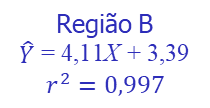 Região B
Ŷ = 4,11X + 3,39
r² = 0,997